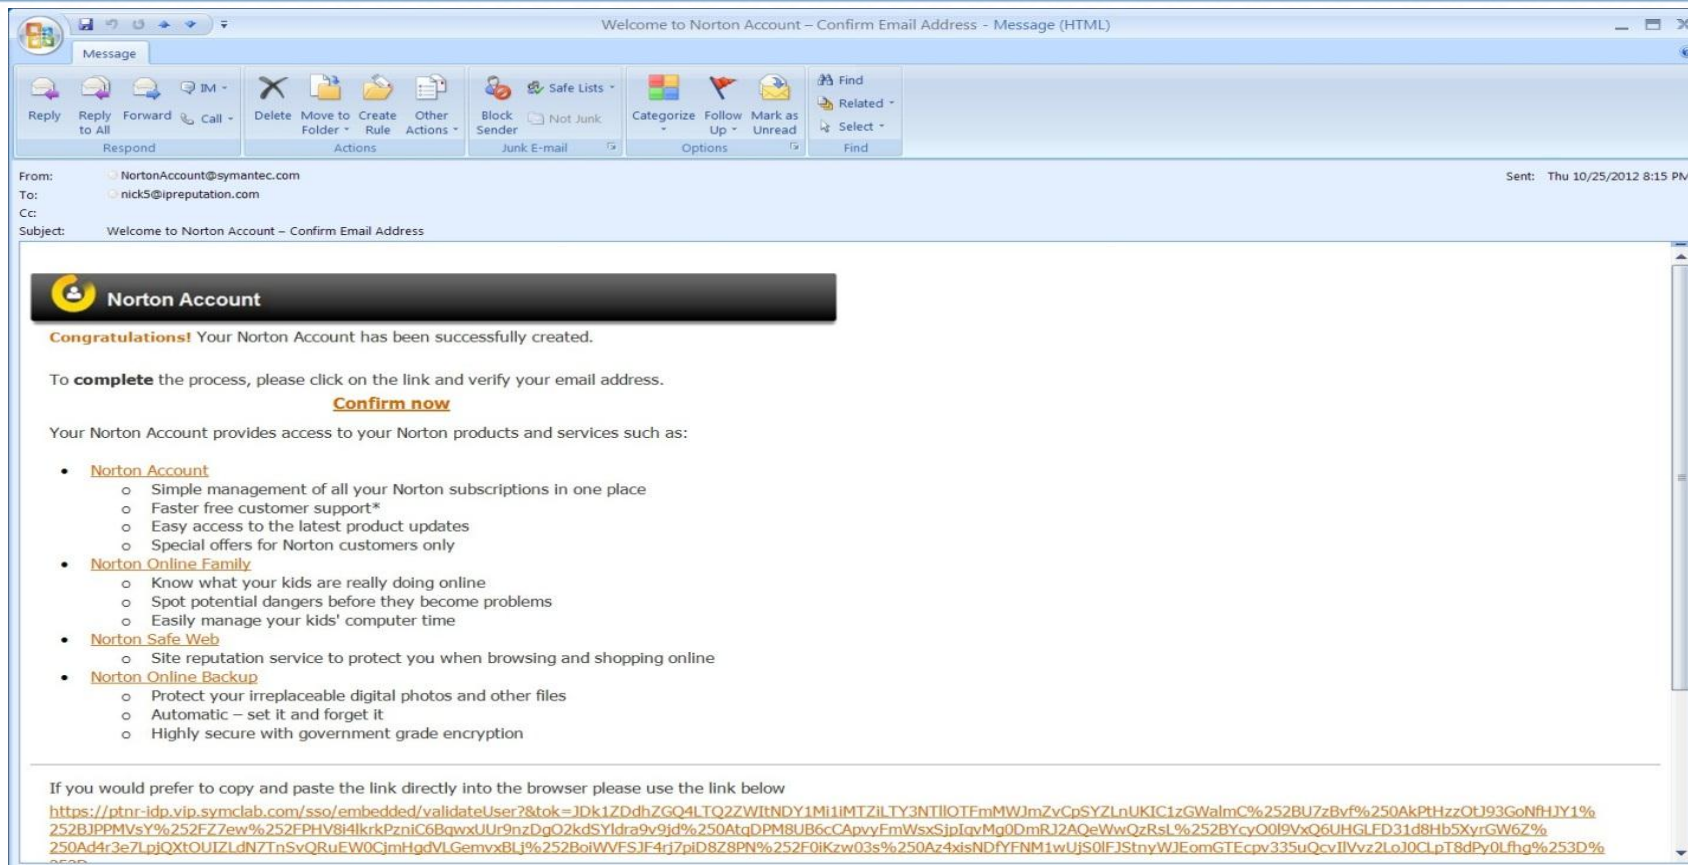 Welcome to Norton Account – Confirm Email Address - Message (HTML)
Message
Reply
Reply to All
Forward
IM
Call
Delete
Move to Folder
Create Rule
Other Actions
Block Sender
Safe Lists
Not Junk
Categorize
Follow Up
Mark as Unread
Find
Related
Select
Respond
Actions
Junk E-mail
Options
Find
From: NortonAccount@symantec.com
Sent: Thu 10/25/2012 8:15 PM
To: nick5@ipreputation.com
Cc:
Subject: Welcome to Norton Account – Confirm Email Address
Norton Account
Congratulations! Your Norton Account has been successfully created.
To complete the process, please click on the link and verify your email address.
Confirm now
Your Norton Account provides access to your Norton products and services such as:
• Norton Account
o Simple management of all your Norton subscriptions in one place
o Faster free customer support*
o Easy access to the latest product updates
o Special offers for Norton customers only
• Norton Online Family
o Know what your kids are really doing online
o Spot potential dangers before they become problems
o Easily manage your kids' computer time
• Norton Safe Web
o Site reputation service to protect you when browsing and shopping online
• Norton Online Backup
o Protect your irreplaceable digital photos and other files
o Automatic – set it and forget it
o Highly secure with government grade encryption
If you would prefer to copy and paste the link directly into the browser please use the link below
https://ptnr-idp.vip.symclab.com/sso/embedded/validateUser?&tok=